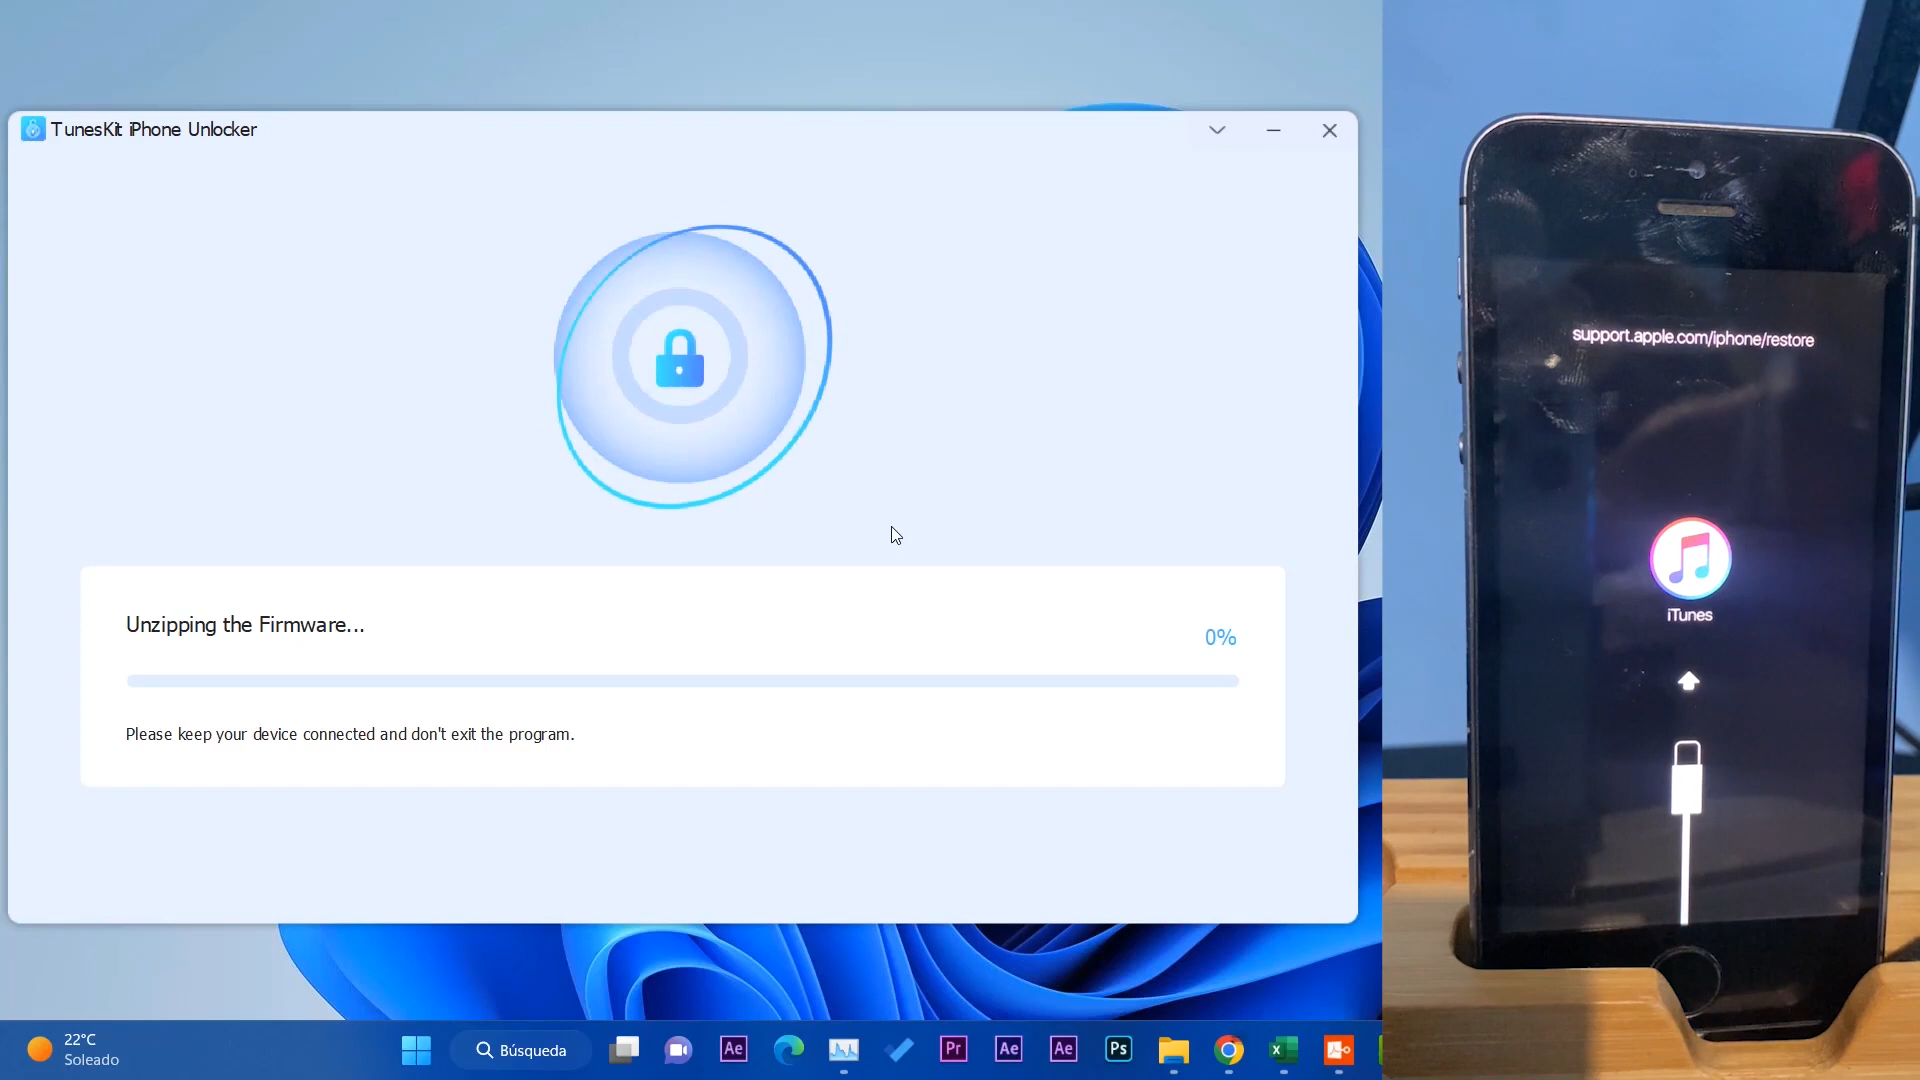 TunesKit iPhone Unlocker
Unzipping the Firmware...
0%
Please keep your device connected and don't exit the program.
support.apple.com/iphone/restore
iTunes
22°C
Soleado
Búsqueda
Ae
Pr
Ae
Ae
Ps
X